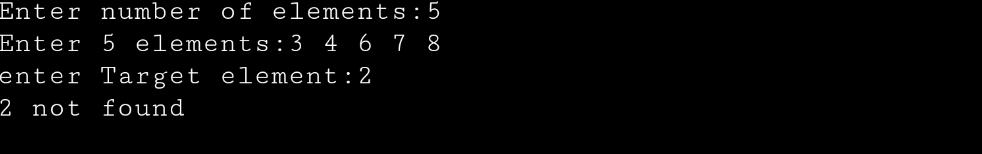 Enter number of elements:5
Enter 5 elements:3 4 6 7 8
enter Target element:2
2 not found